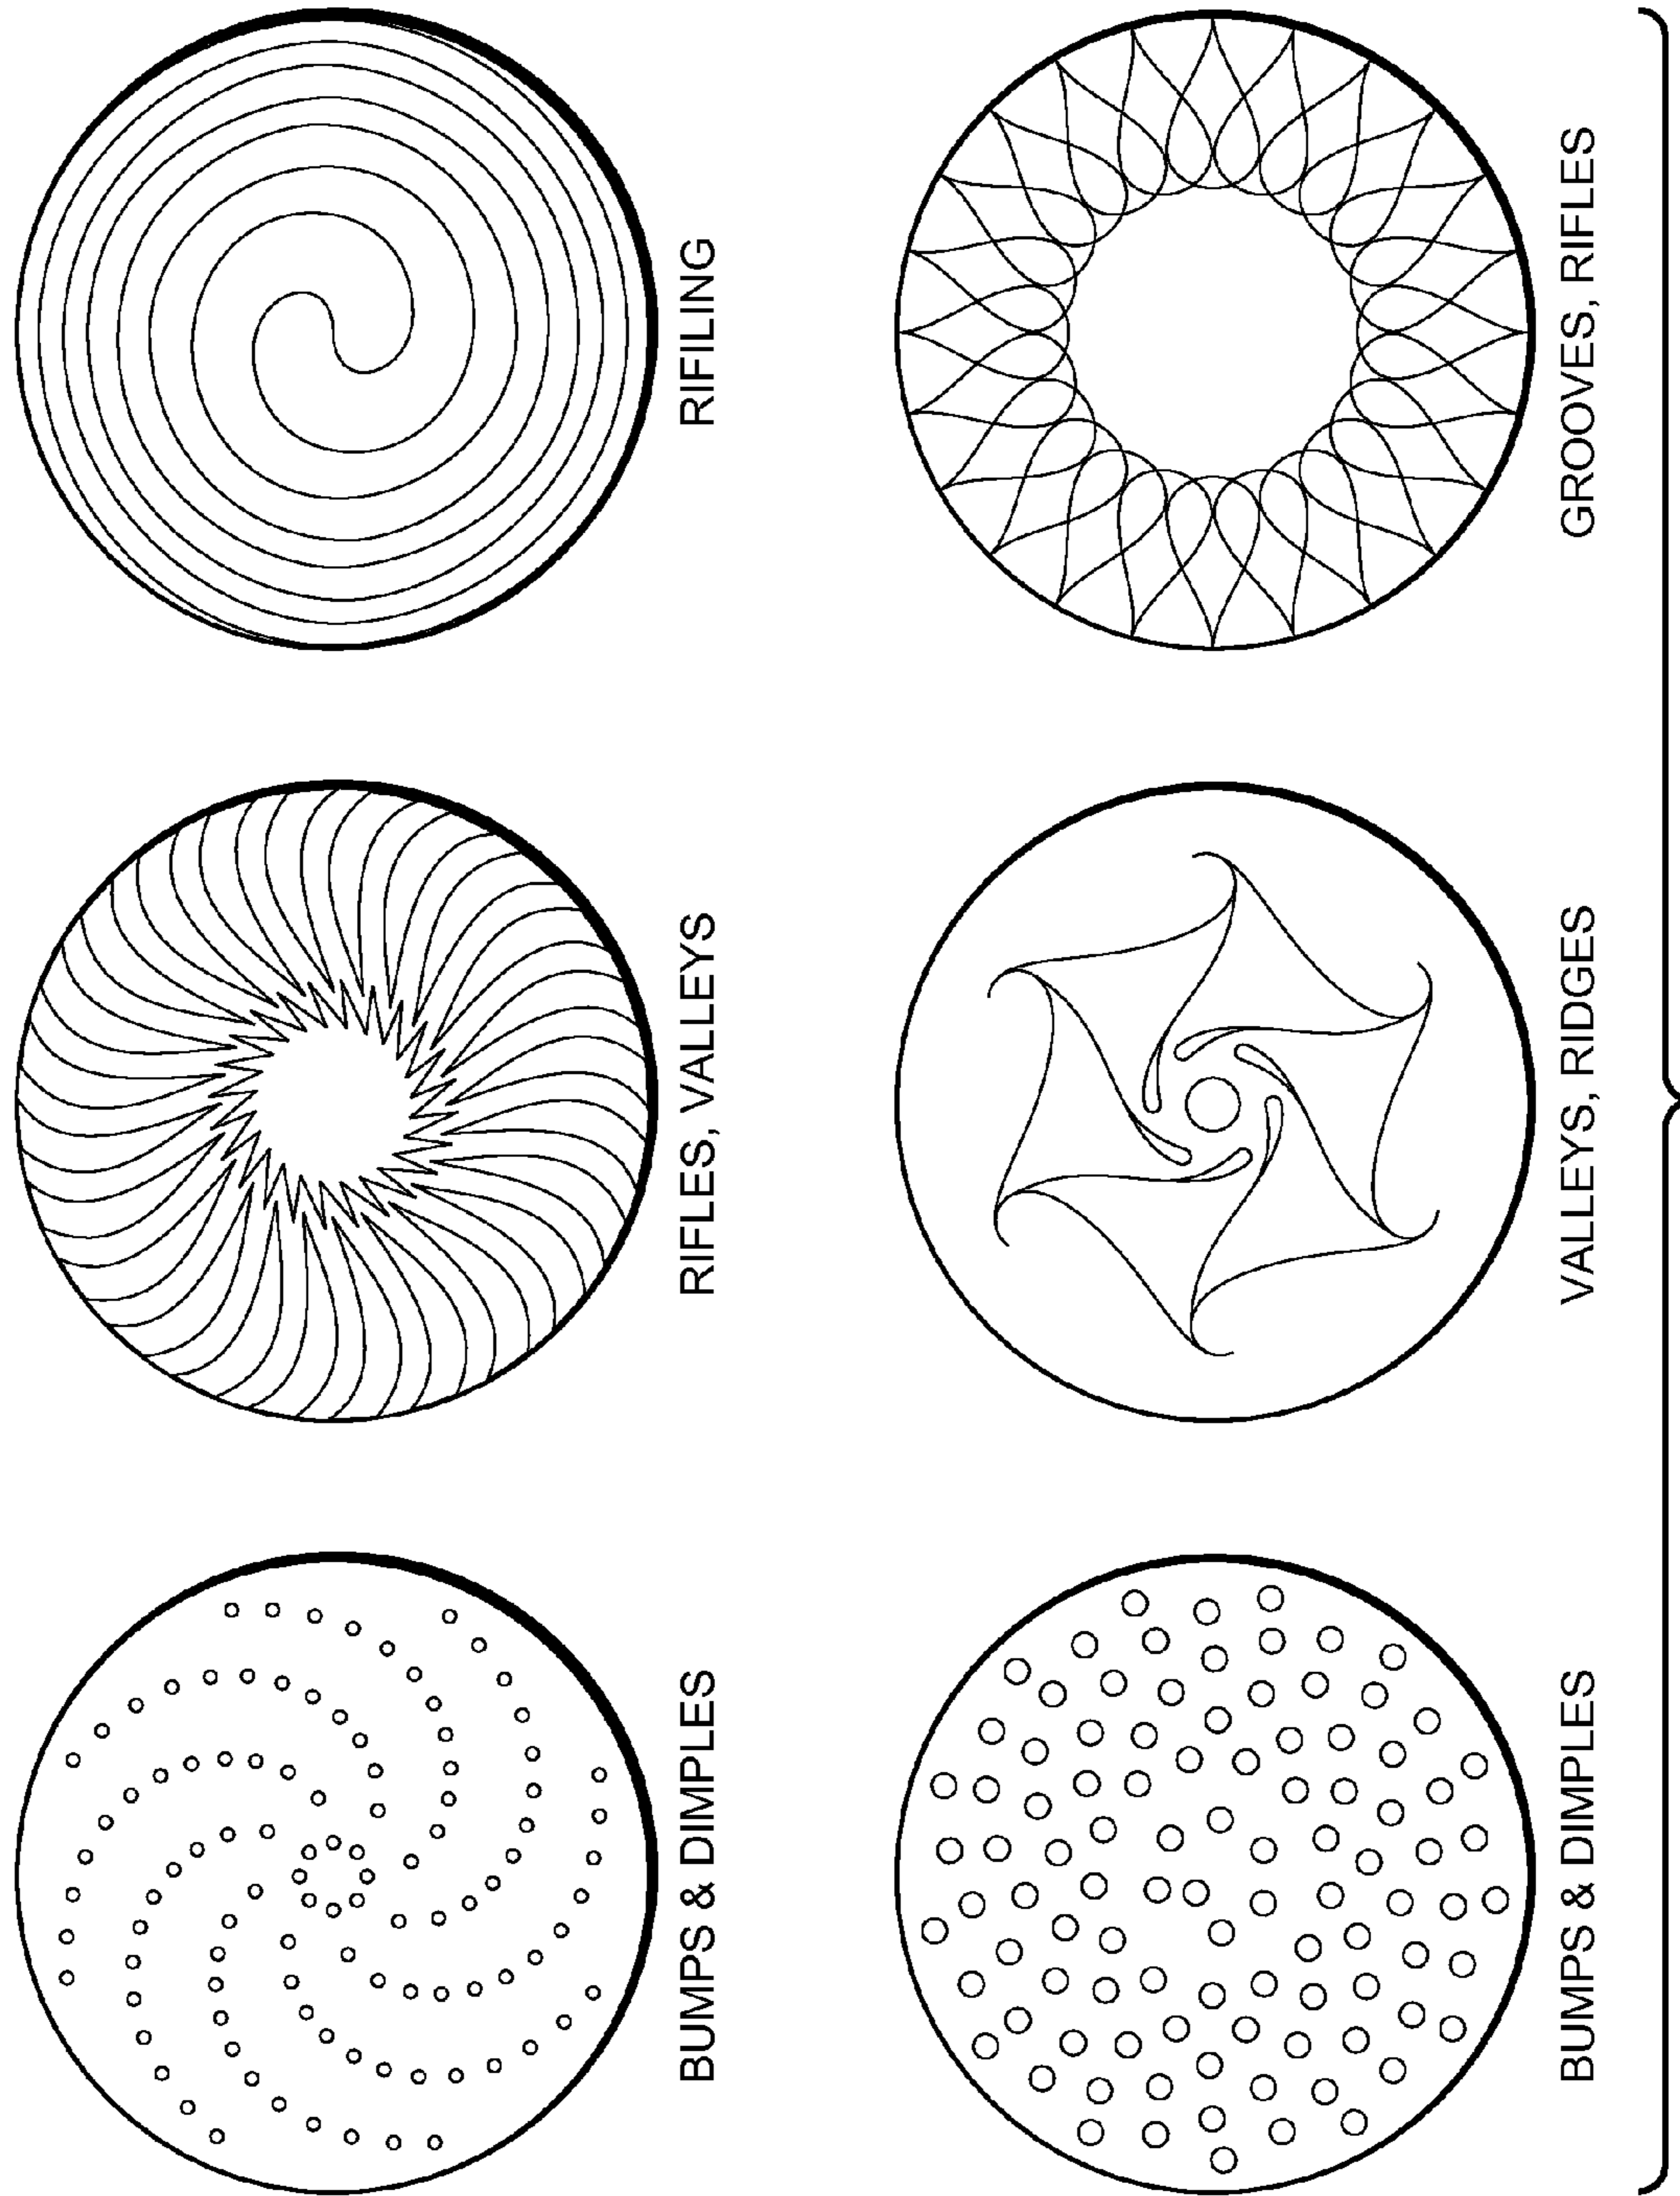 BUMPS & DIMPLES
RIFLES, VALLEYS
RIFILING
BUMPS & DIMPLES
VALLEYS, RIDGES
GROOVES, RIFLES